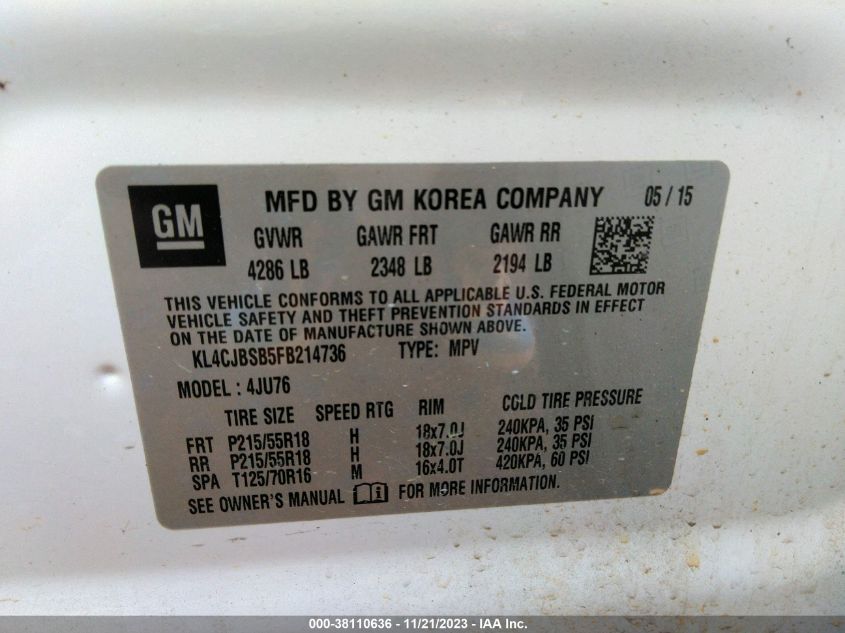 GM
MFD BY GM KOREA COMPANY 05 / 15
GVWR GAWR FRT GAWR RR
4286 LB 2348 LB 2194 LB
THIS VEHICLE CONFORMS TO ALL APPLICABLE U.S. FEDERAL MOTOR
VEHICLE SAFETY AND THEFT PREVENTION STANDARDS IN EFFECT
ON THE DATE OF MANUFACTURE SHOWN ABOVE.
KL4CJBSB5FB214736 TYPE: MPV
MODEL : 4JU76
TIRE SIZE SPEED RTG RIM COLD TIRE PRESSURE
FRT P215/55R18 H 18x7.0J 240KPA, 35 PSI
RR P215/55R18 H 18x7.0J 240KPA, 35 PSI
SPA T125/70R16 M 16x4.0T 420KPA, 60 PSI
SEE OWNER'S MANUAL FOR MORE INFORMATION.
000-38110636 - 11/21/2023 - IAA Inc.